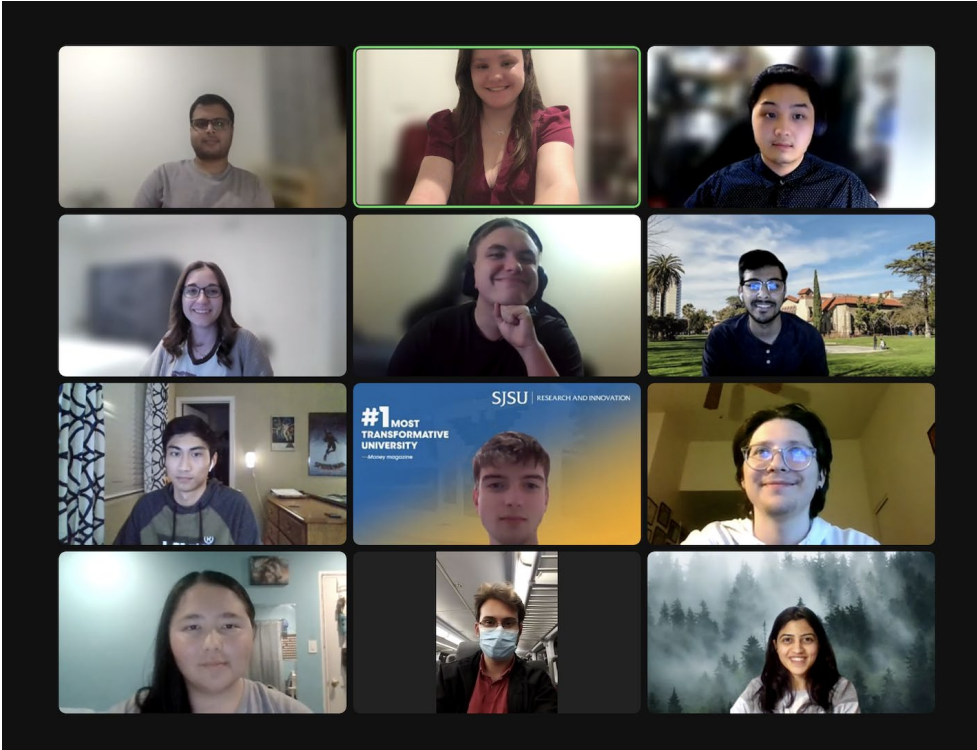 SJSU | RESEARCH AND INNOVATION
#1 MOST
TRANSFORMATIVE
UNIVERSITY
—Money magazine